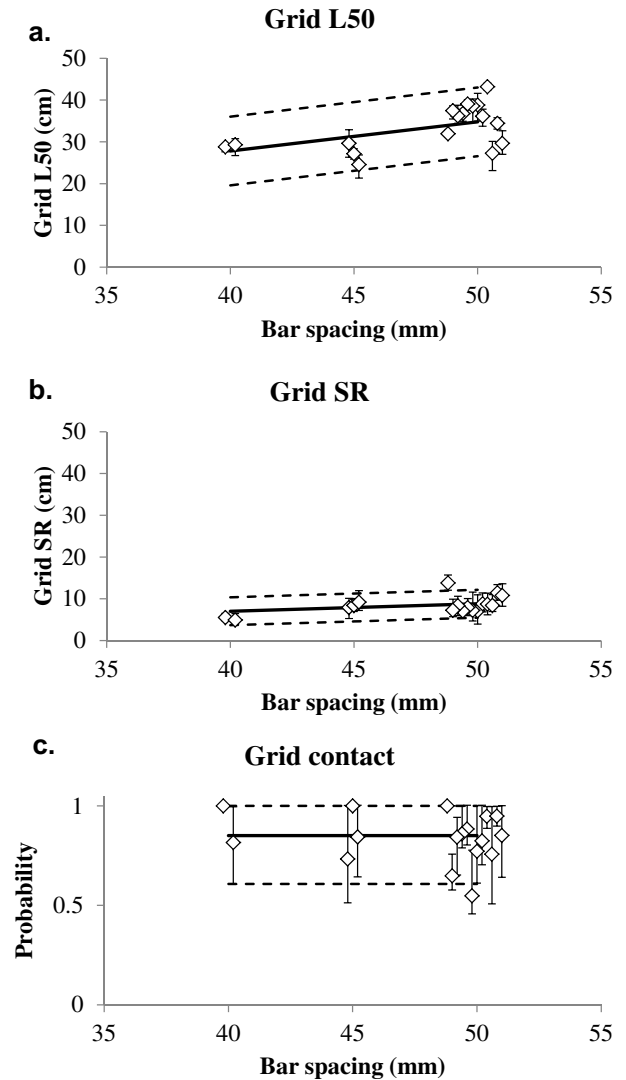 a.
Grid L50
50
40
30
20
10
0
Grid L50 (cm)
35 40 45 50 55
Bar spacing (mm)
b.
Grid SR
50
40
30
20
10
0
Grid SR (cm)
35 40 45 50 55
Bar spacing (mm)
c.
Grid contact
1
0.5
0
Probability
35 40 45 50 55
Bar spacing (mm)